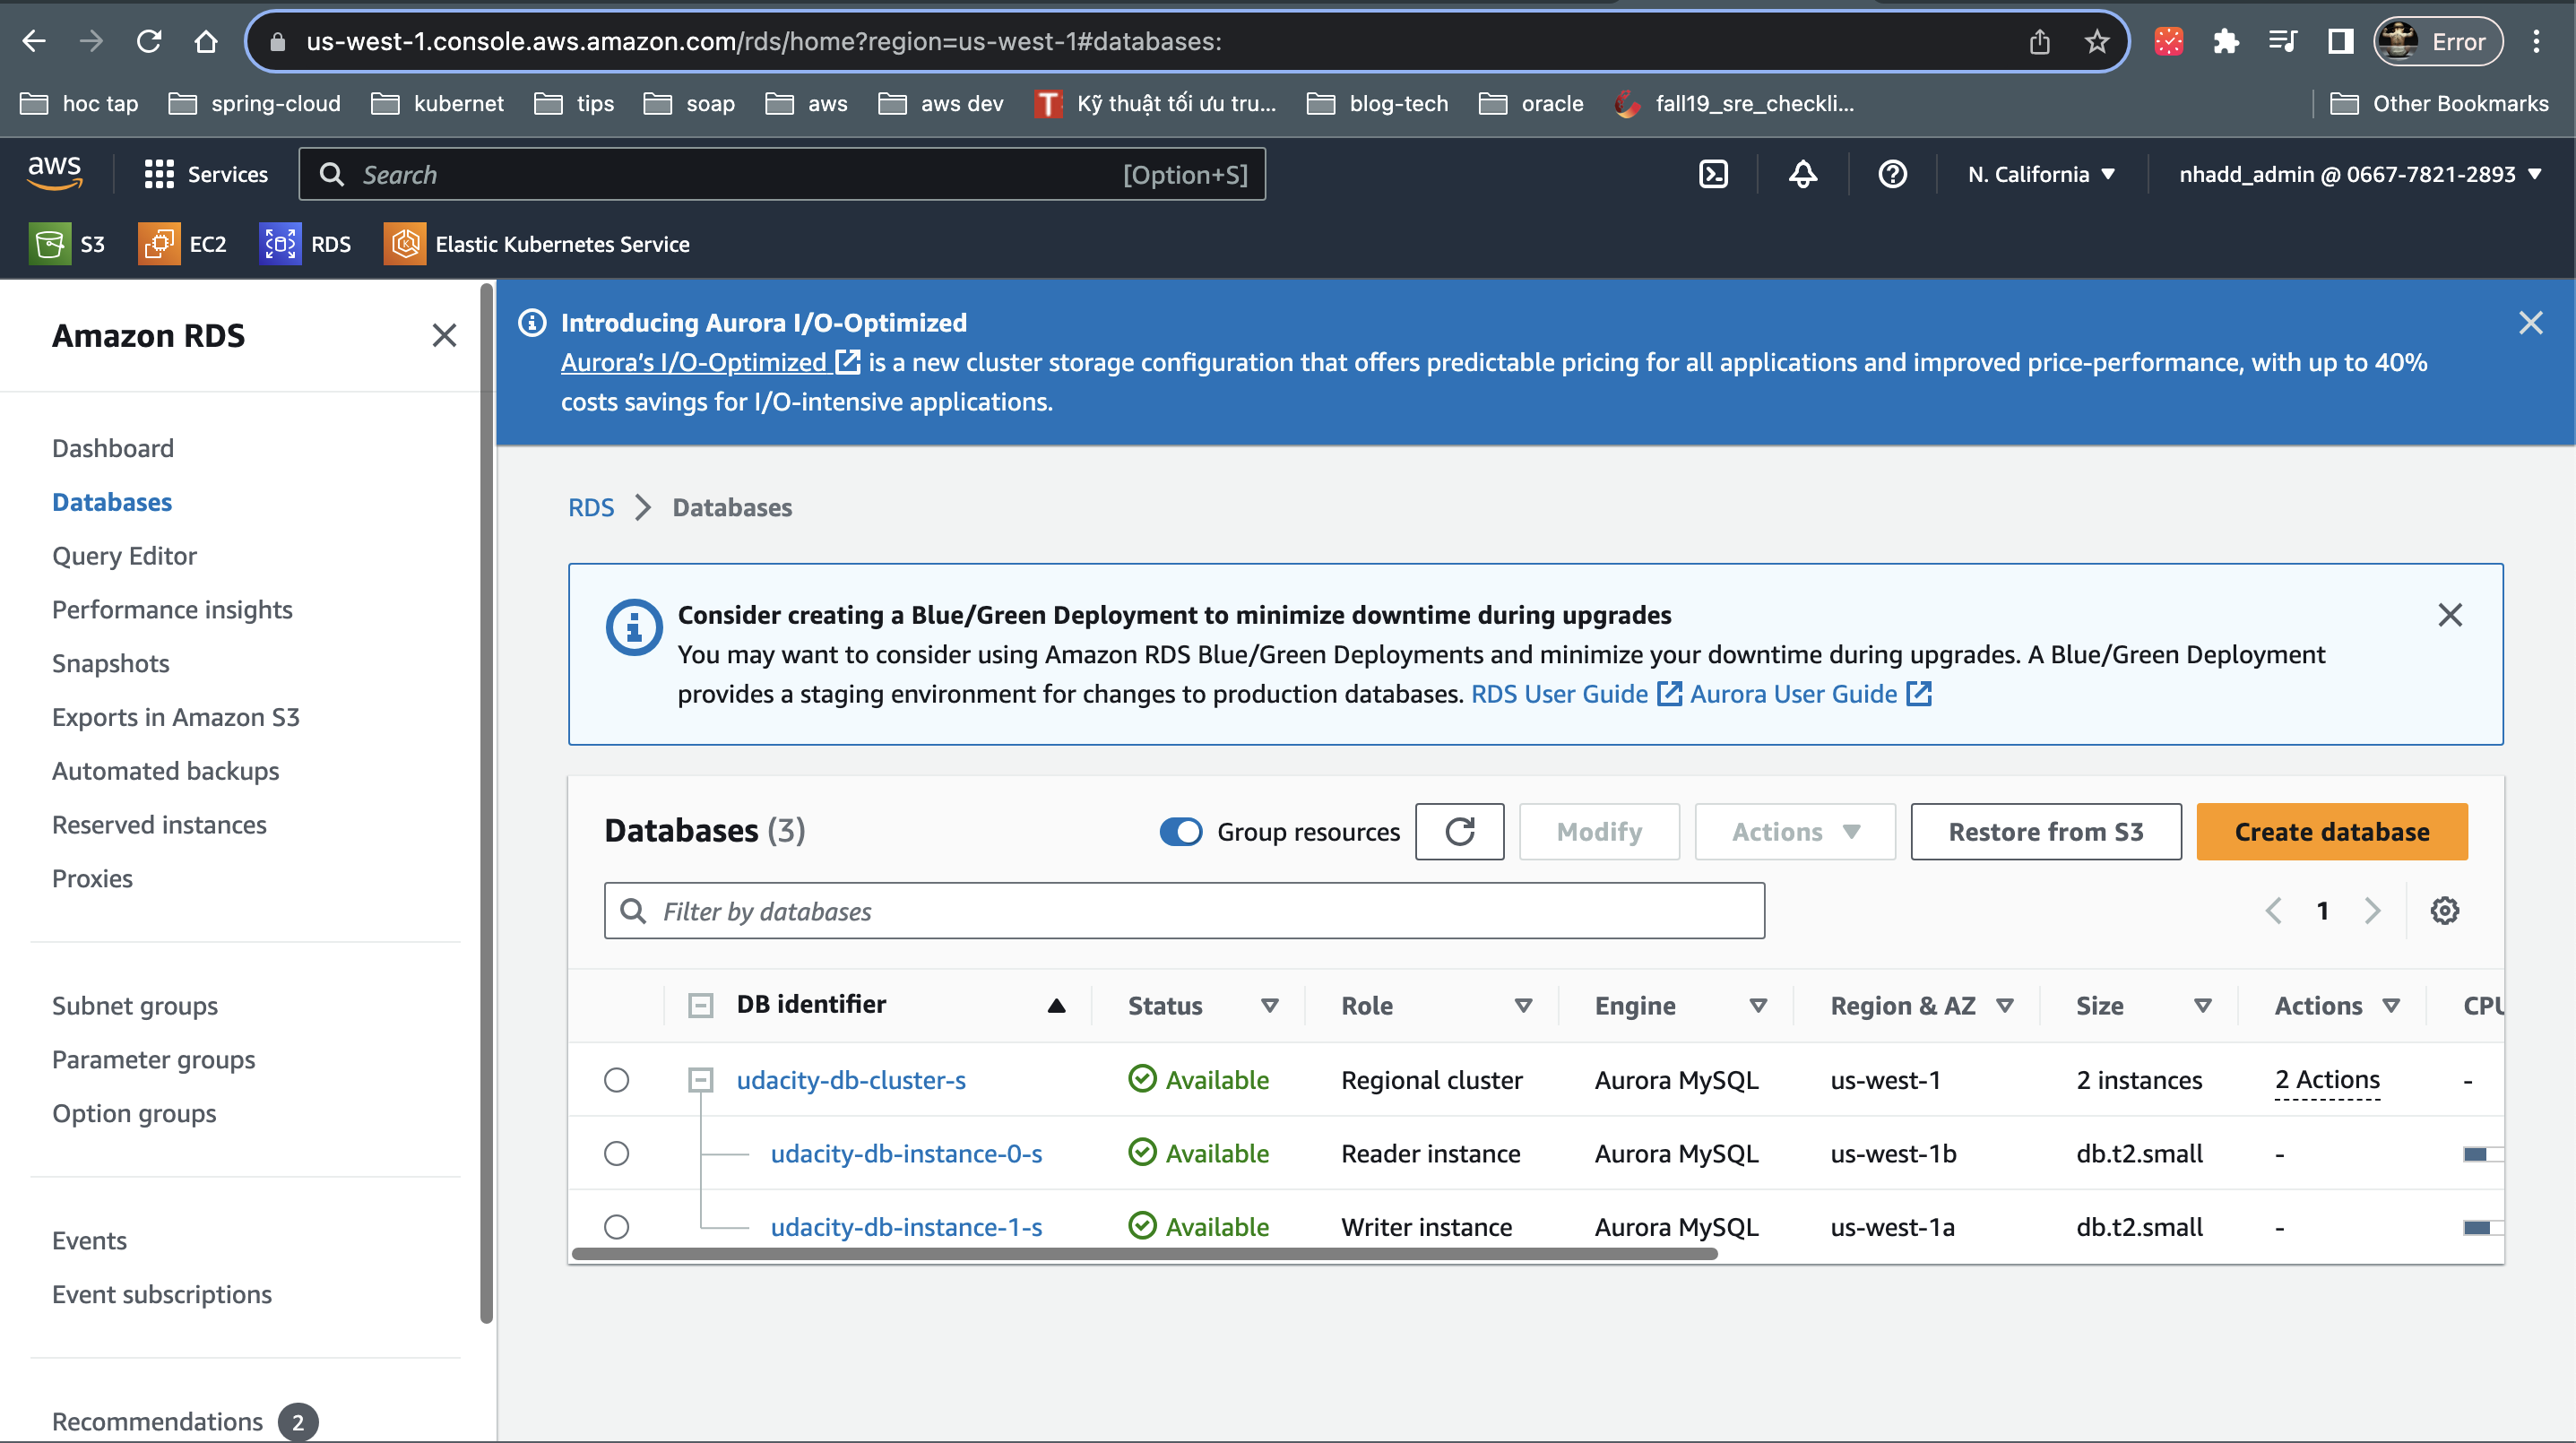 us-west-1.console.aws.amazon.com/rds/home?region=us-west-1#databases:
Error
hoc tap
spring-cloud
kubernet
tips
soap
aws
aws dev
T
Kỹ thuật tối ưu tru...
blog-tech
oracle
fall19_sre_checkli...
Other Bookmarks
aws
Services
Search
[Option+S]
N. California
nhadd_admin @ 0667-7821-2893
S3
EC2
RDS
Elastic Kubernetes Service
Amazon RDS
Dashboard
Databases
Query Editor
Performance insights
Snapshots
Exports in Amazon S3
Automated backups
Reserved instances
Proxies
Subnet groups
Parameter groups
Option groups
Events
Event subscriptions
Recommendations 2
Introducing Aurora I/O-Optimized
Aurora's I/O-Optimized is a new cluster storage configuration that offers predictable pricing for all applications and improved price-performance, with up to 40%
costs savings for I/O-intensive applications.
RDS
Databases
Consider creating a Blue/Green Deployment to minimize downtime during upgrades
You may want to consider using Amazon RDS Blue/Green Deployments and minimize your downtime during upgrades. A Blue/Green Deployment
provides a staging environment for changes to production databases. RDS User Guide Aurora User Guide
Databases (3)
Group resources
Modify
Actions
Restore from S3
Create database
Filter by databases
1
DB identifier Status Role Engine Region & AZ Size Actions CPU
udacity-db-cluster-s Available Regional cluster Aurora MySQL us-west-1 2 instances 2 Actions -
udacity-db-instance-0-s Available Reader instance Aurora MySQL us-west-1b db.t2.small -
udacity-db-instance-1-s Available Writer instance Aurora MySQL us-west-1a db.t2.small -